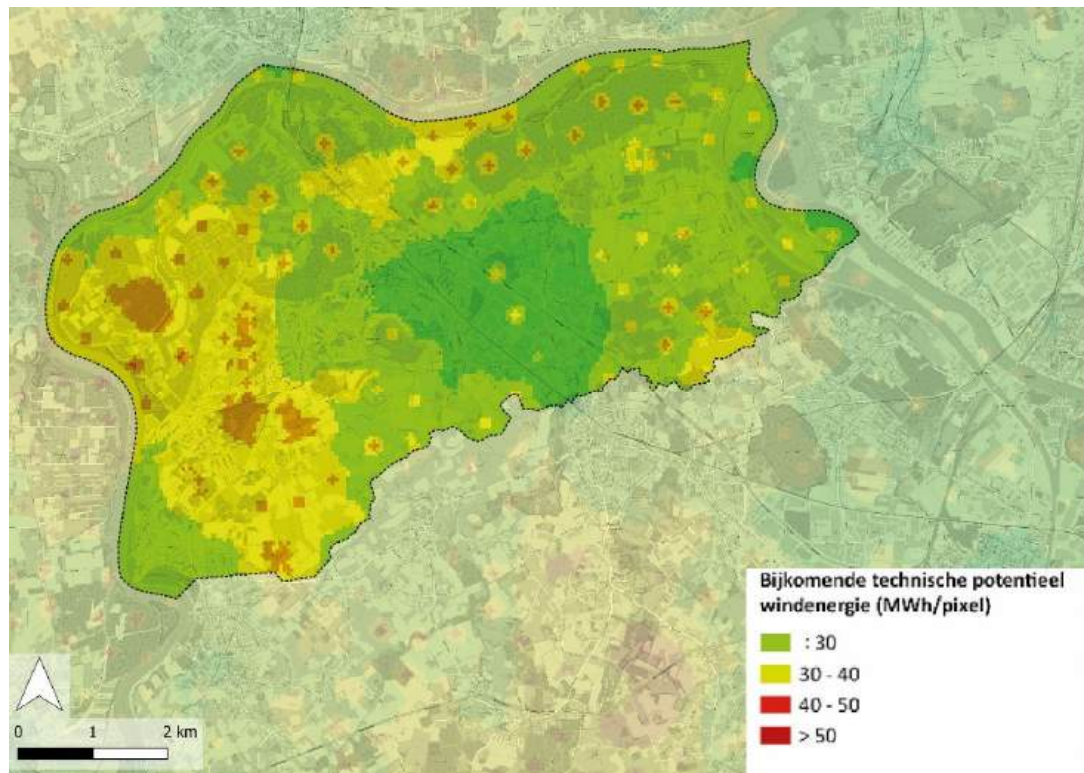 Bijkomende technische potentieel
windenergie (MWh/pixel)
: 30
30 - 40
40 - 50
> 50
0 1 2 km